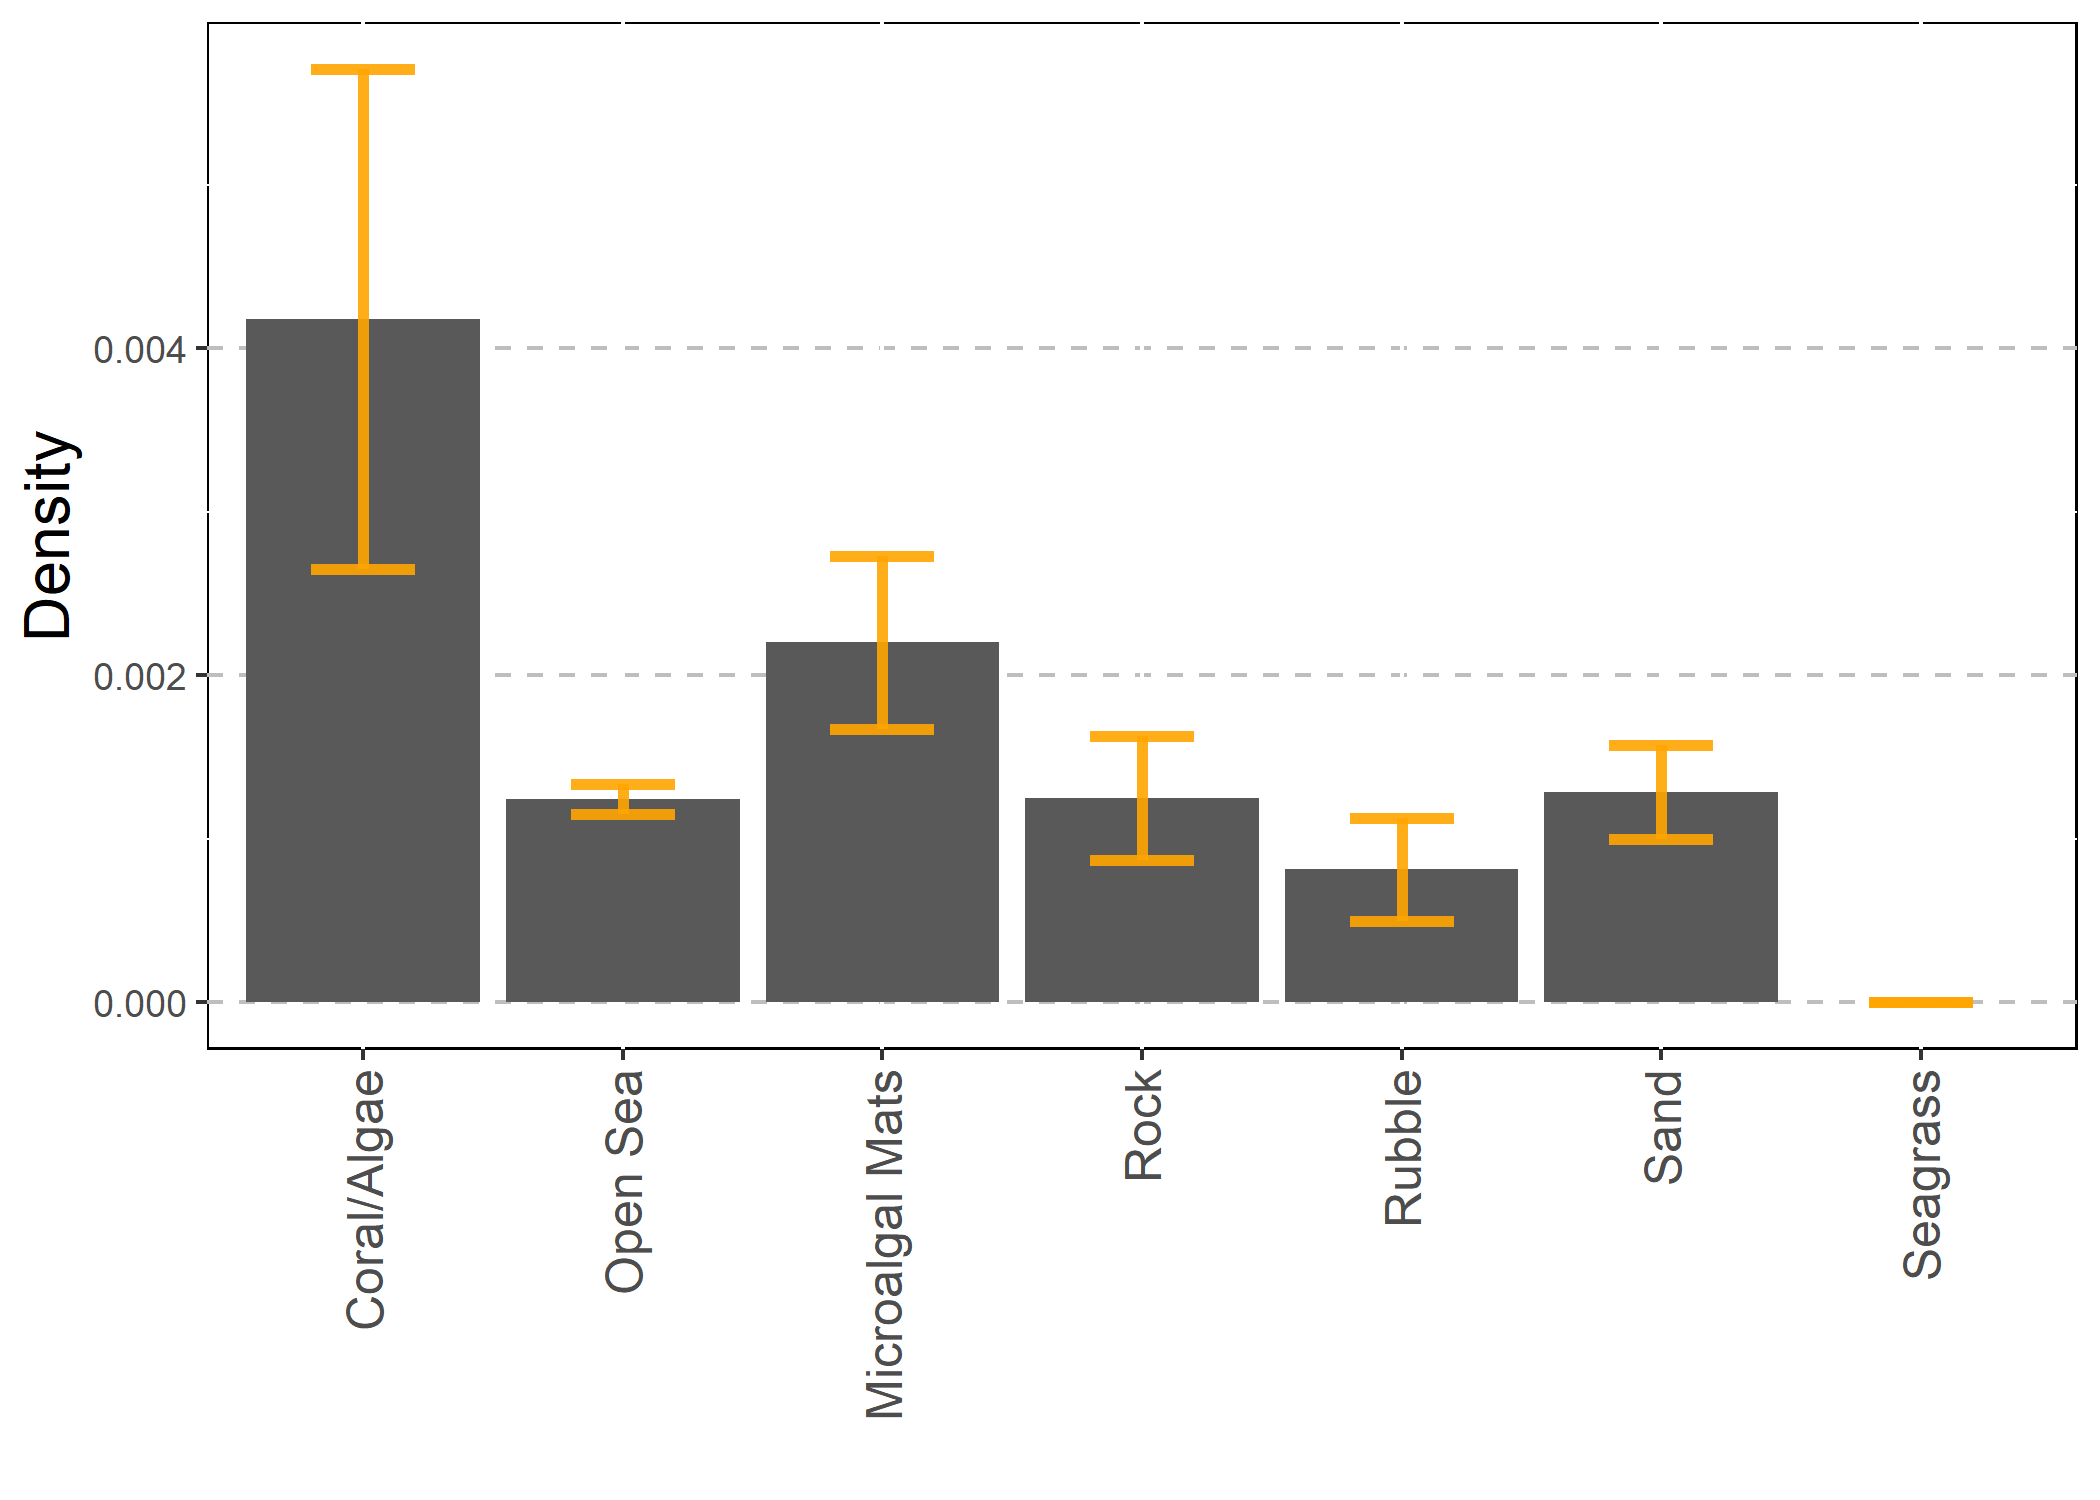 Density
0.004
0.002
0.000
Coral/Algae
Open Sea
Microalgal Mats
Rock
Rubble
Sand
Seagrass